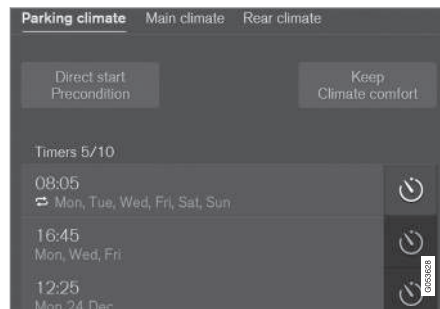 Parking climate Main climate Rear climate
Direct start
Precondition
Keep
Climate comfort
Timers 5/10
08:05
Mon, Tue, Wed, Fri, Sat, Sun
16:45
Mon, Wed, Fri
12:25
Mon 24 Dec
G053628